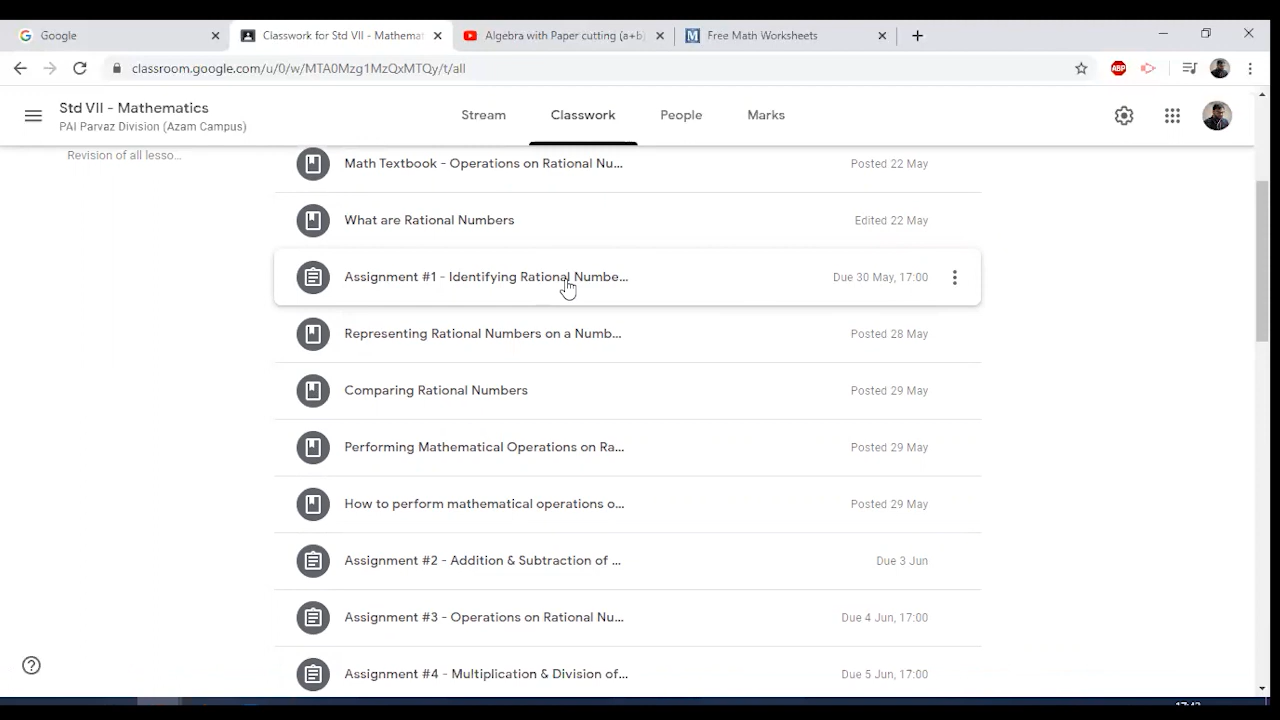 Google
Classwork for Std VII - Mathemat
Algebra with Paper cutting (a+b)
Free Math Worksheets
classroom.google.com/u/0/w/MTA0Mzg1MzQxMTQy/t/all
ABP
Std VII - Mathematics
PAI Parvaz Division (Azam Campus)
Stream
Classwork
People
Marks
Revision of all lesso...
Math Textbook - Operations on Rational Nu...
Posted 22 May
What are Rational Numbers
Edited 22 May
Assignment #1 - Identifying Rational Numbe...
Due 30 May, 17:00
Representing Rational Numbers on a Numb...
Posted 28 May
Comparing Rational Numbers
Posted 29 May
Performing Mathematical Operations on Ra...
Posted 29 May
How to perform mathematical operations o...
Posted 29 May
Assignment #2 - Addition & Subtraction of ...
Due 3 Jun
Assignment #3 - Operations on Rational Nu...
Due 4 Jun, 17:00
Assignment #4 - Multiplication & Division of...
Due 5 Jun, 17:00